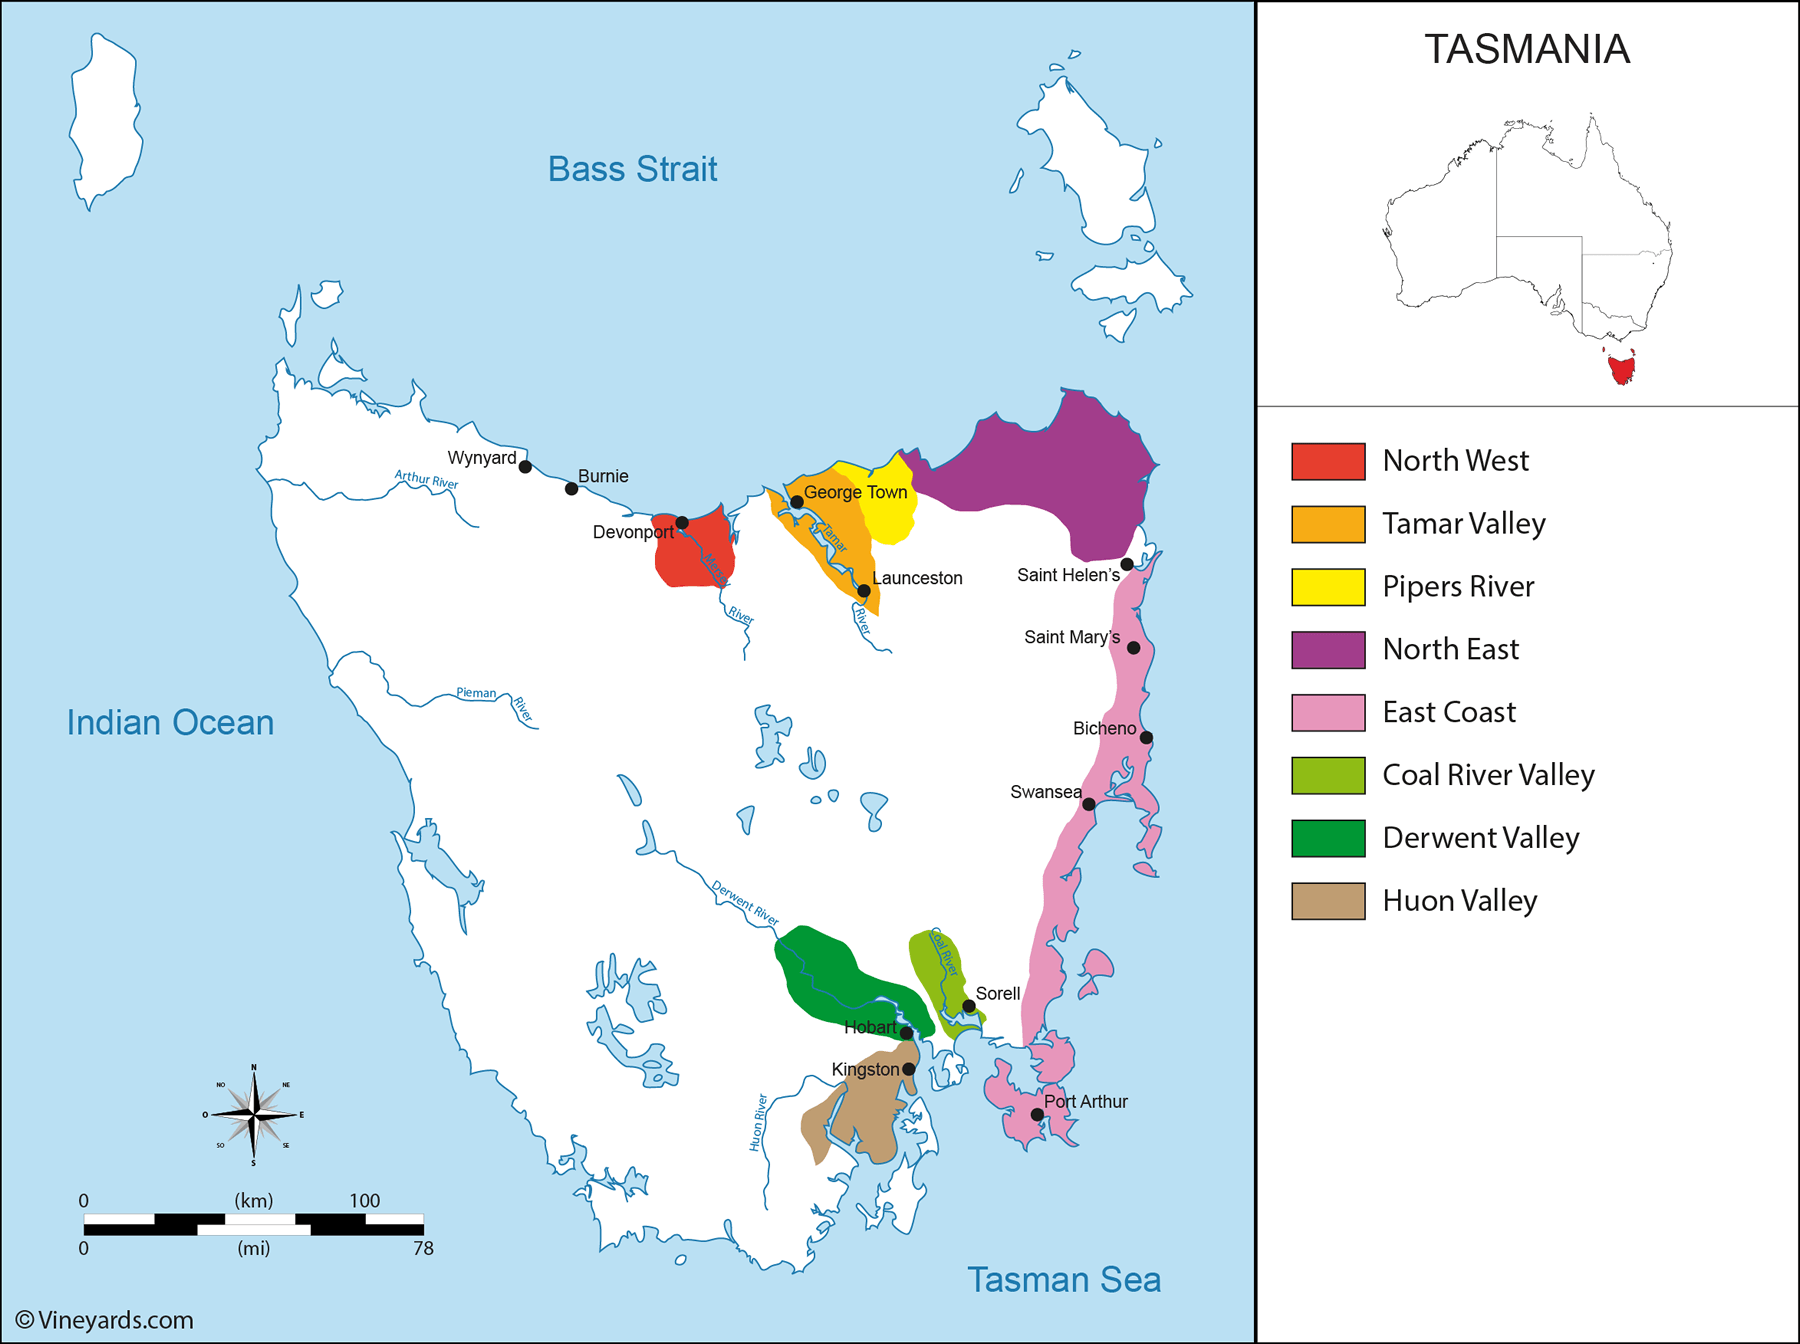 TASMANIA
Bass Strait
Wynyard
Burnie
Arthur River
Devonport
George Town
Tamar
Mersey
Launceston
River
River
Saint Helen's
Saint Mary's
Pieman
River
Indian Ocean
Bicheno
Swansea
Derwent River
Coal River
Sorell
Hobart
Kingston
Huon River
Port Arthur
N
NO
NE
O
E
SO
SE
S
0
(km)
100
0
(mi)
78
Tasman Sea
© Vineyards.com
North West
Tamar Valley
Pipers River
North East
East Coast
Coal River Valley
Derwent Valley
Huon Valley